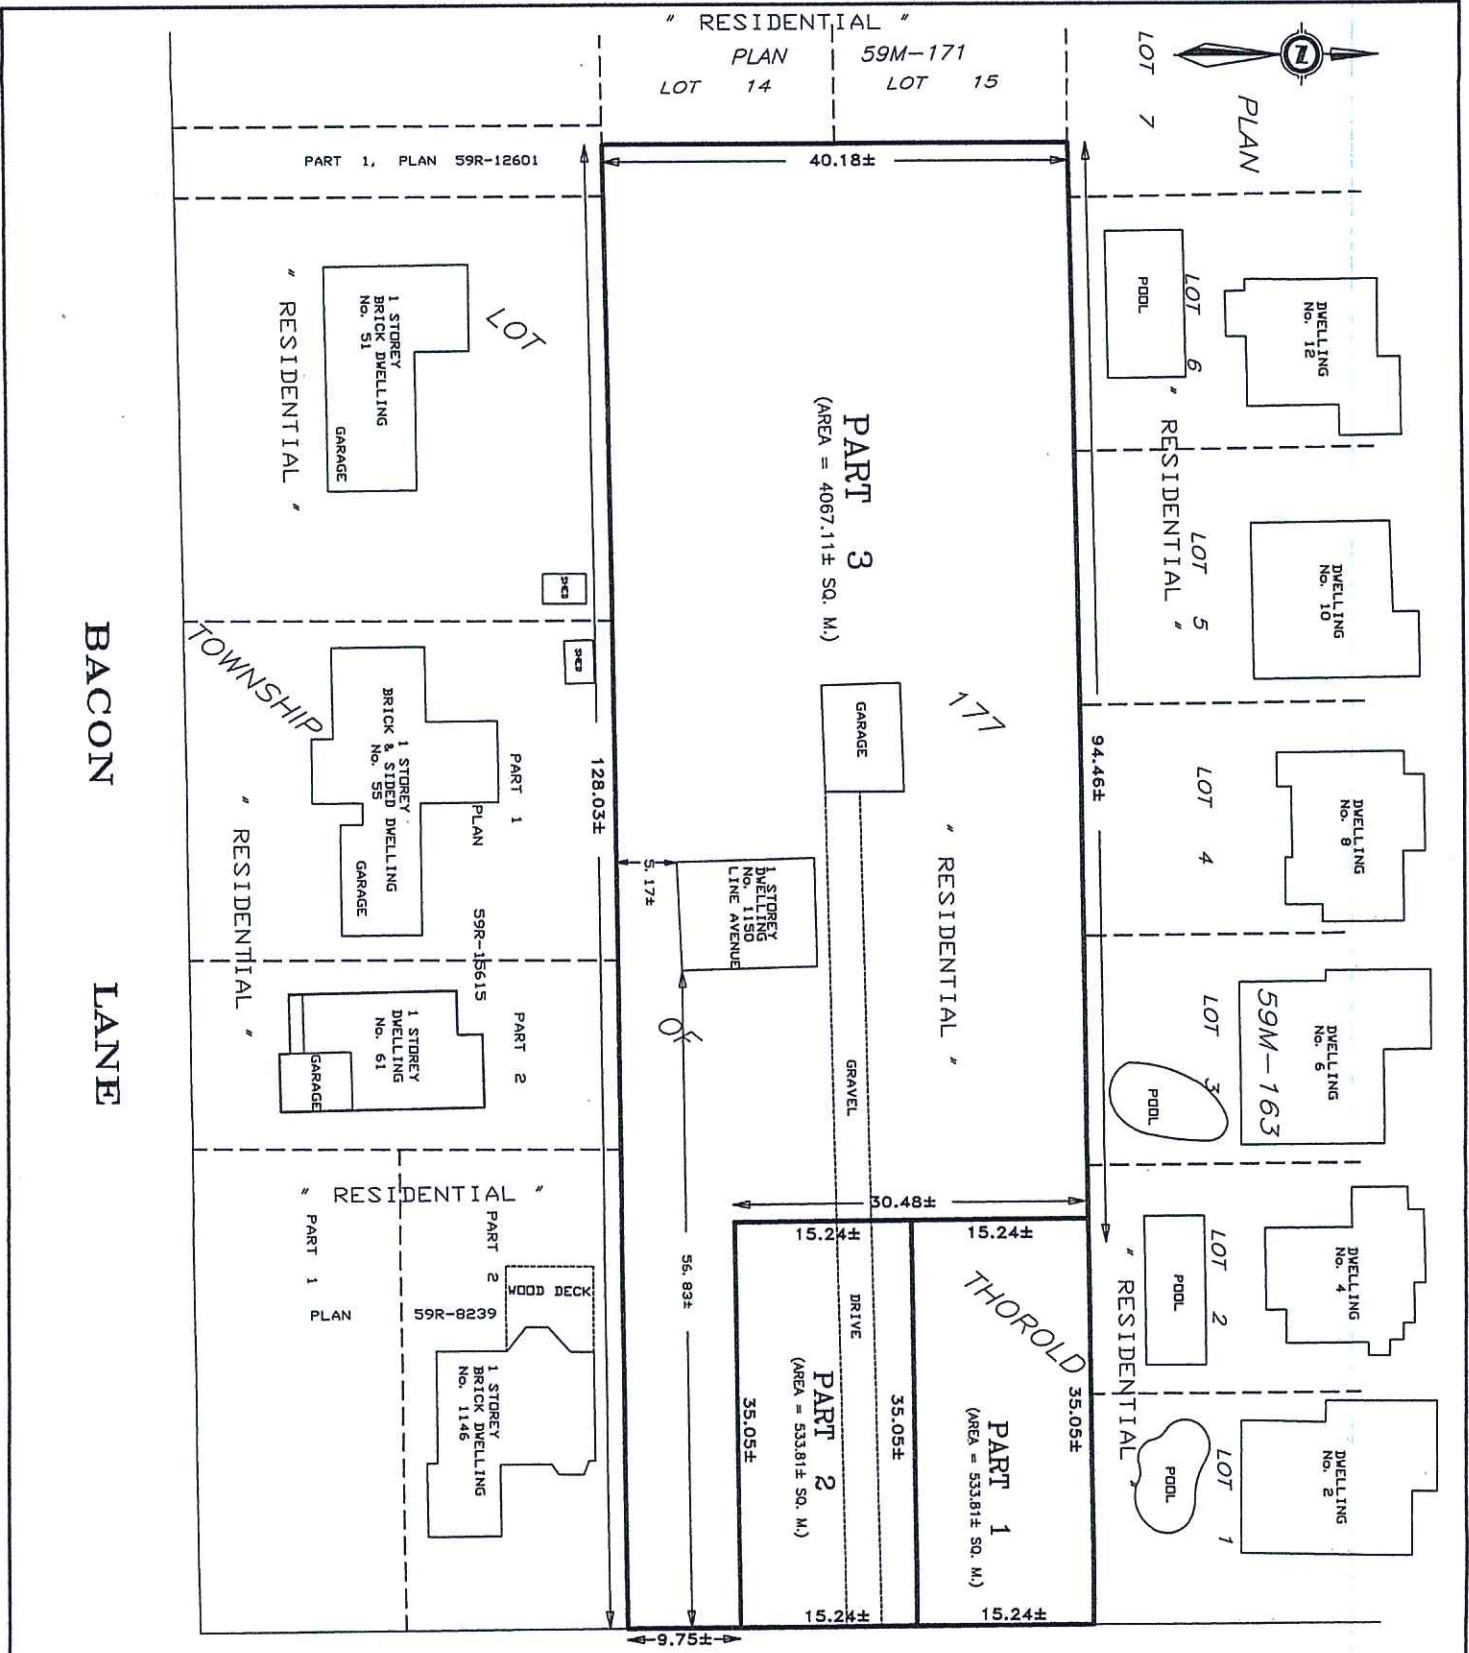 " RESIDENTIAL "
PLAN 59M-171
LOT 14
LOT 15
LOT 7
PLAN
Z
PART 1, PLAN 59R-12601
40.18±
" RESIDENTIAL "
1 STOREY
BRICK DWELLING
No. 51
GARAGE
LOT
SHED
SHED
PART 3
(AREA = 4067.11± SQ. M.)
177
GARAGE
POOL
LOT 6
DWELLING
No. 12
" RESIDENTIAL "
LOT 5
DWELLING
No. 10
94.46±
LOT 4
DWELLING
No. 8
TOWNSHIP
1 STOREY
BRICK & SIDED DWELLING
No. 55
GARAGE
PART 1
PLAN 59R-15615
128.03±
" RESIDENTIAL "
5.17±
1 STOREY
DWELLING
No. 1150
LINE AVENUE
" RESIDENTIAL "
OF
1 STOREY
DWELLING
No. 61
GARAGE
PART 2
GRAVEL
DRIVE
LOT 3
59M-163
DWELLING
No. 6
POOL
BACON LANE
" RESIDENTIAL "
PART 1
PART 2
PLAN 59R-8239
WOOD DECK
1 STOREY
BRICK DWELLING
No. 1146
56.83±
30.48±
15.24±
15.24±
THOROLD
" RESIDENTIAL "
POOL
LOT 2
DWELLING
No. 4
35.05±
PART 2
(AREA = 533.81± SQ. M.)
35.05±
PART 1
(AREA = 533.81± SQ. M.)
35.05±
POOL
LOT 1
DWELLING
No. 2
15.24±
15.24±
9.75±